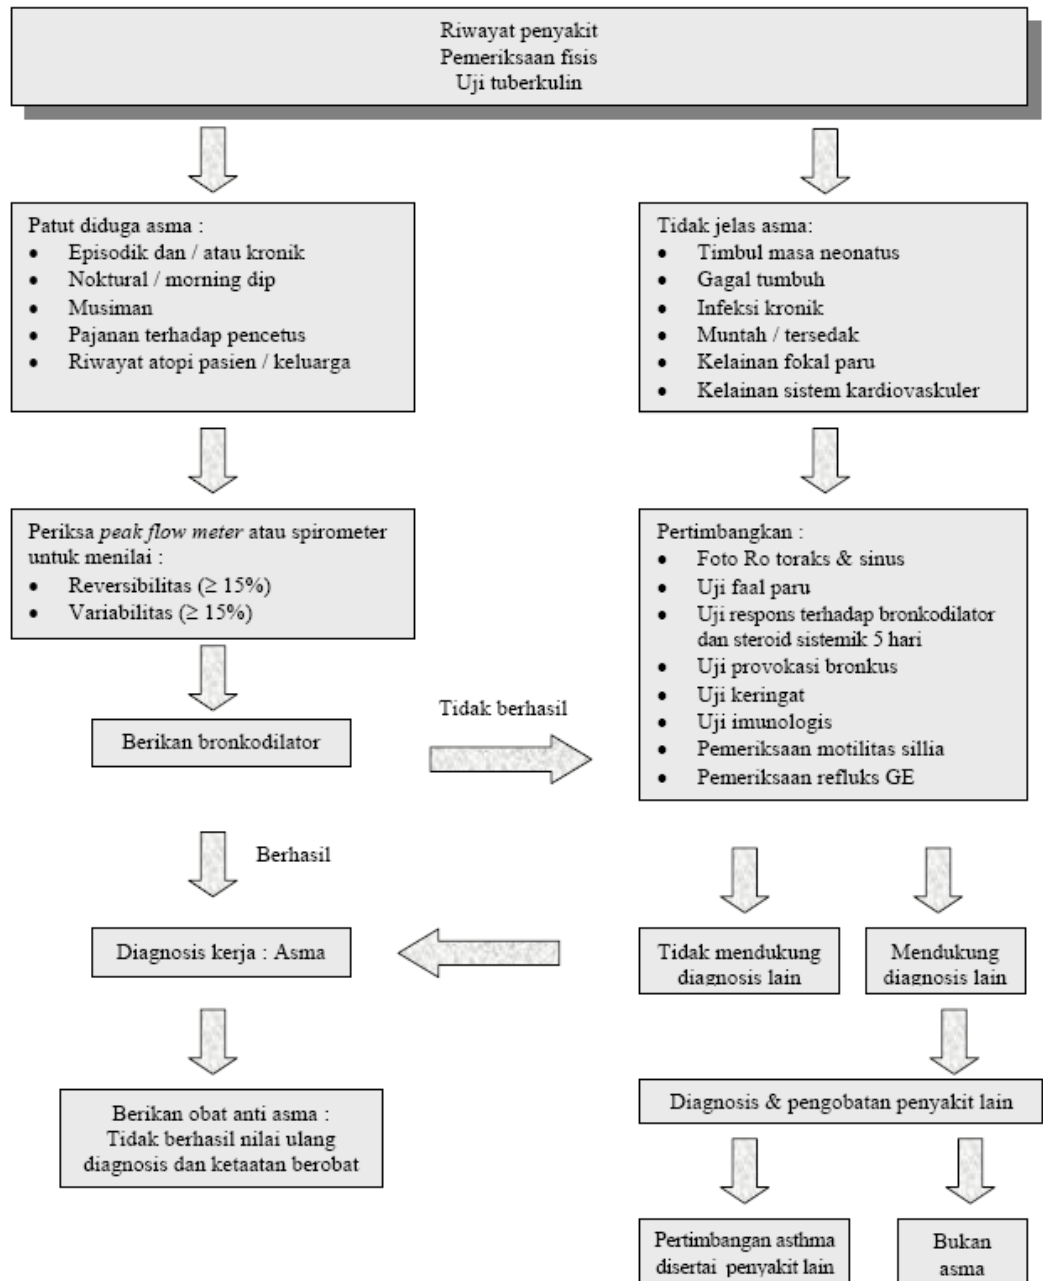 Riwayat penyakit
Pemeriksaan fisis
Uji tuberkulin
Patut diduga asma :
• Episodik dan / atau kronik
• Noktural / morning dip
• Musiman
• Pajanan terhadap pencetus
• Riwayat atopi pasien / keluarga
Tidak jelas asma:
• Timbul masa neonatus
• Gagal tumbuh
• Infeksi kronik
• Muntah / tersedak
• Kelainan fokal paru
• Kelainan sistem kardiovaskuler
Periksa peak flow meter atau spirometer
untuk menilai :
• Reversibilitas (≥ 15%)
• Variabilitas (≥ 15%)
Pertimbangkan :
• Foto Ro toraks & sinus
• Uji faal paru
• Uji respons terhadap bronkodilator
dan steroid sistemik 5 hari
• Uji provokasi bronkus
• Uji keringat
• Uji imunologis
• Pemeriksaan motilitas sillia
• Pemeriksaan refluks GE
Berikan bronkodilator
Tidak berhasil
Berhasil
Diagnosis kerja : Asma
Tidak mendukung
diagnosis lain
Mendukung
diagnosis lain
Berikan obat anti asma :
Tidak berhasil nilai ulang
diagnosis dan ketaatan berobat
Diagnosis & pengobatan penyakit lain
Pertimbangan asthma
disertai penyakit lain
Bukan
asma